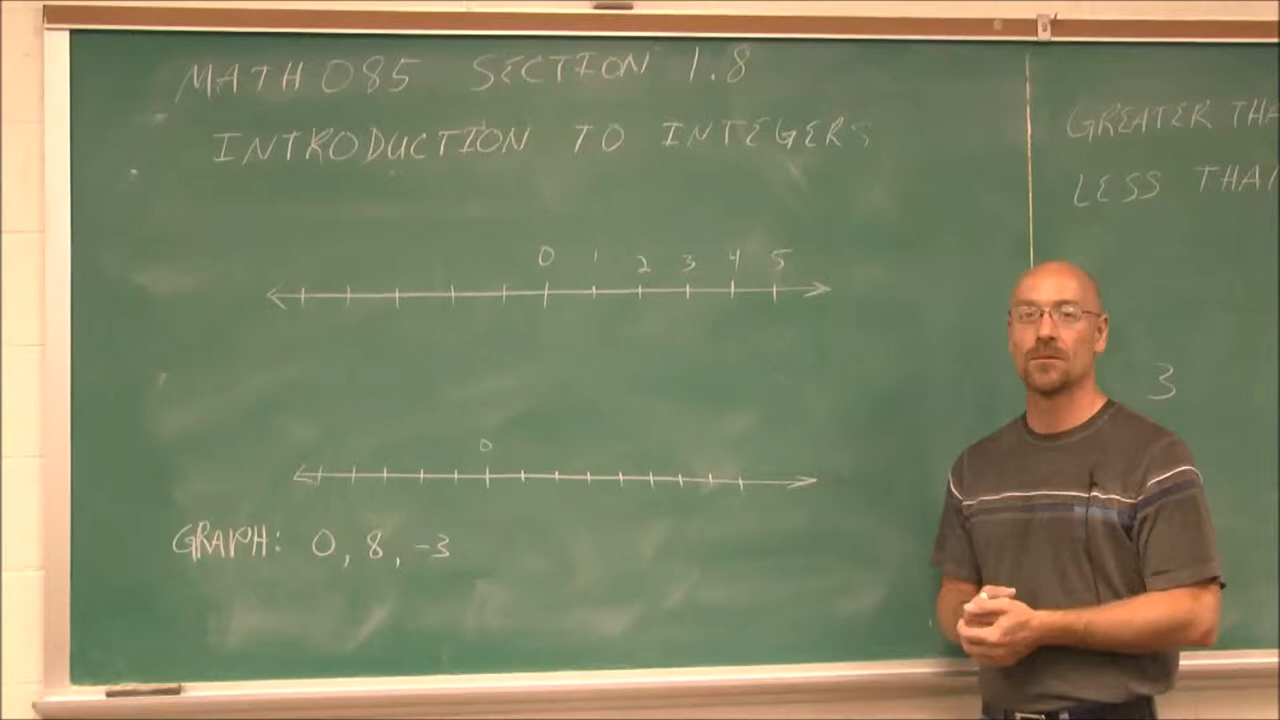 MATH 085 SECTION 1.8
INTRODUCTION TO INTEGERS
0 1 2 3 4 5
0
GRAPH: 0, 8, -3
GREATER THA
LESS THA
3